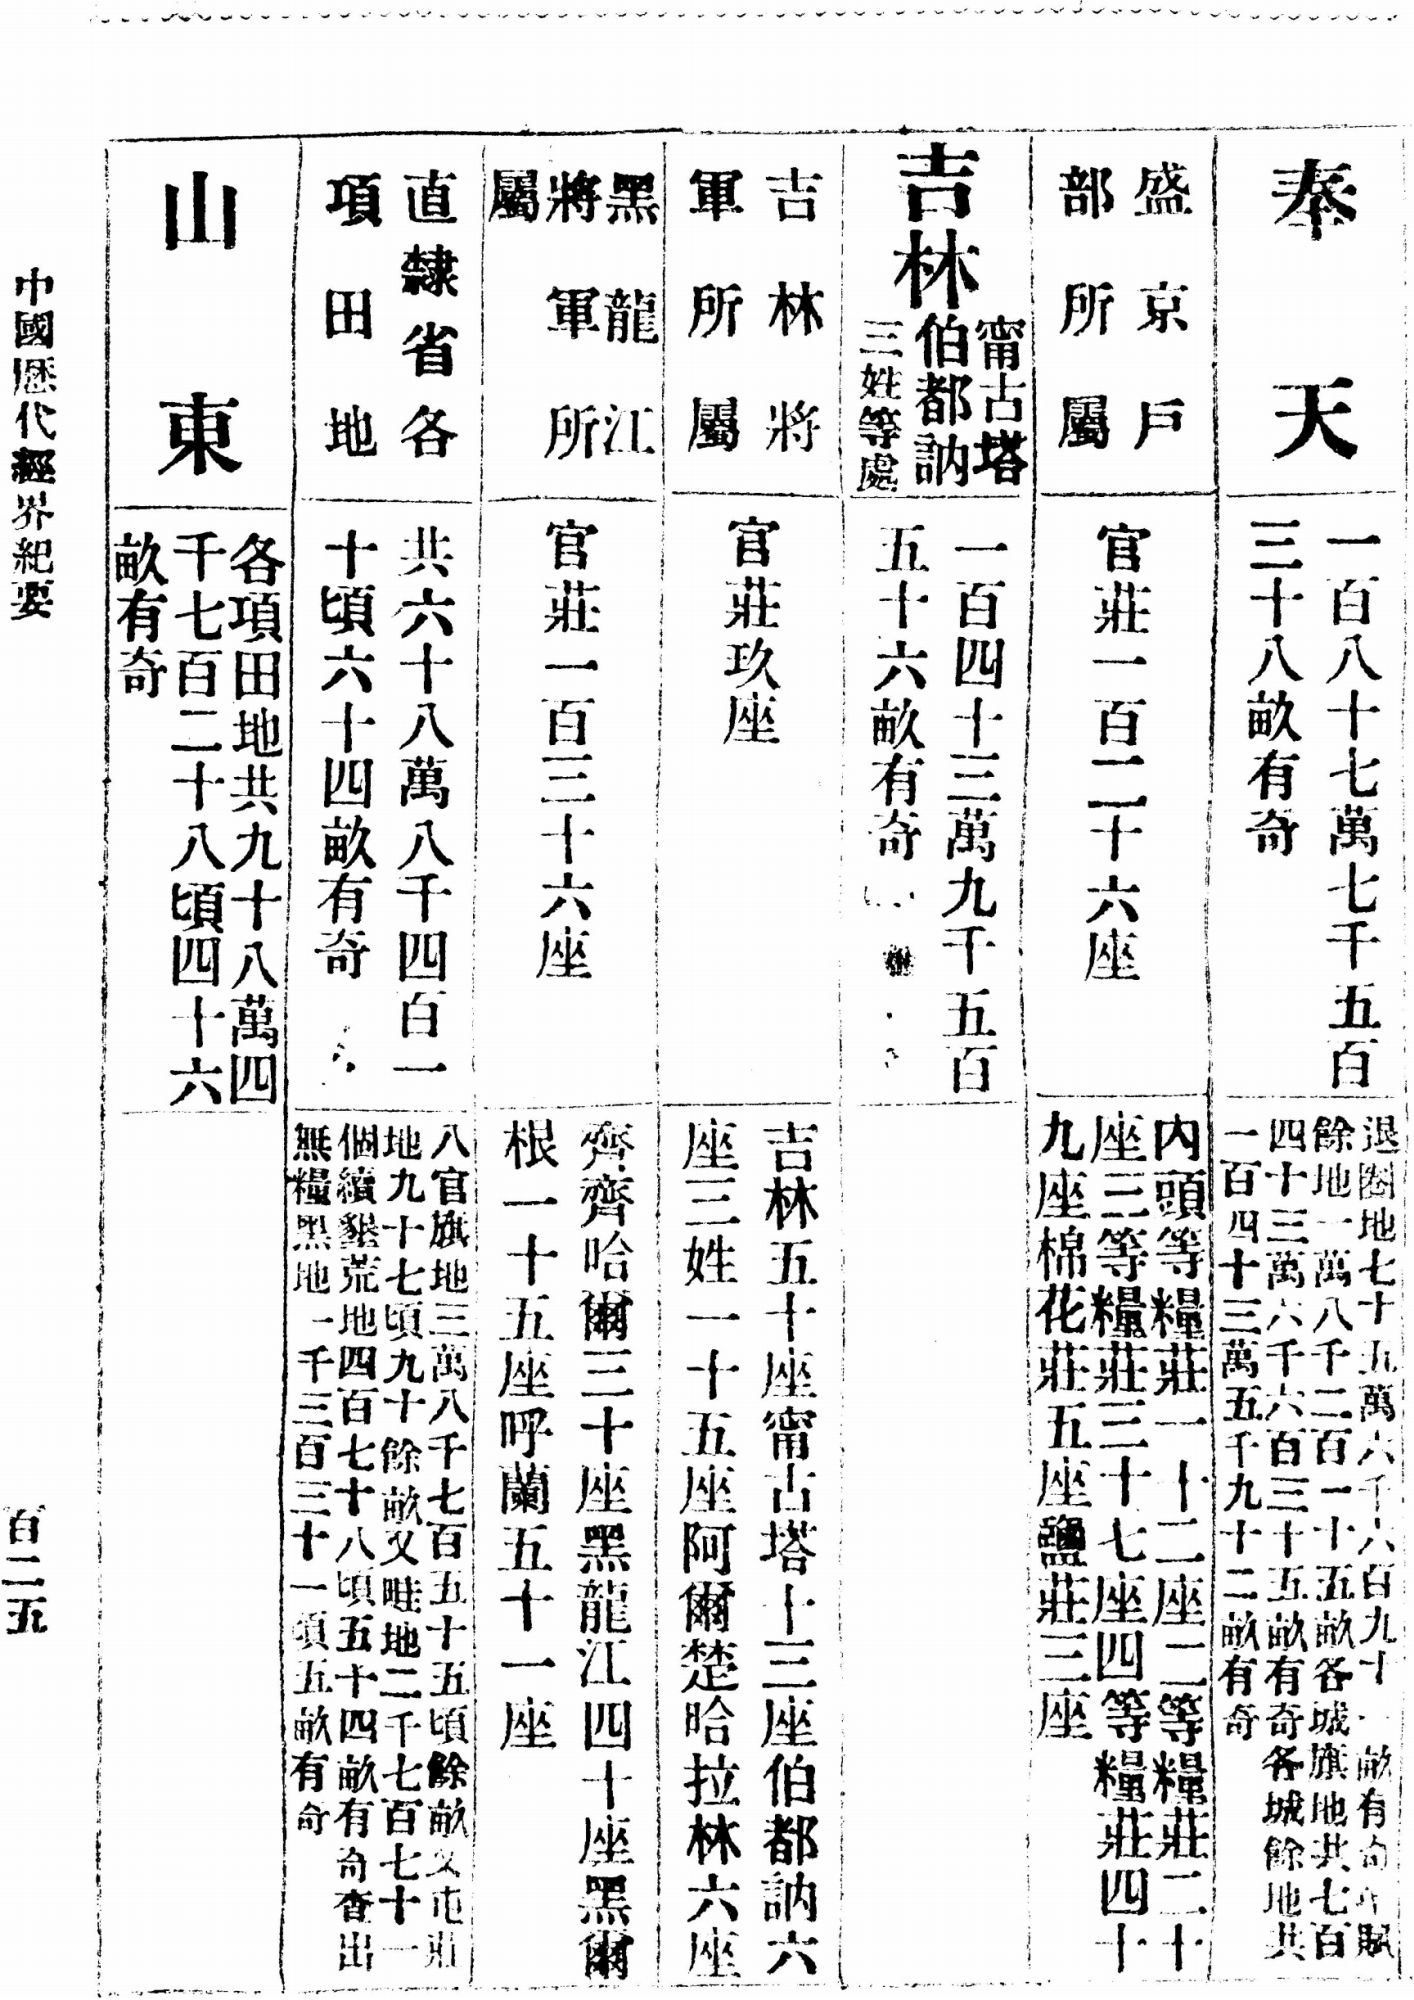 奉天
一百八十七萬七千五百
三十八畝有奇
退圈地七十五萬六千六百九十一畝有奇
餘地一萬八千二百一十五畝各城旗地共七百
四十三萬六千六百三十五畝有奇各城餘地共
一百四十三萬五千九十二畝有奇
盛京戶
部所屬
官莊一百二十六座
內頭等糧莊一十二座二等糧莊二十
座三等糧莊三十七座四等糧莊四十
九座棉花莊五座鹽莊三座
吉林
甯古塔
伯都訥
三姓等處
一百四十三萬九千五百
五十六畝有奇
吉林將
軍所屬
官莊玖座
吉林五十座甯古塔十三座伯都訥六
座三姓一十五座阿爾楚哈拉林六座
黑龍江
將軍所
屬
官莊一百三十六座
齊齊哈爾三十座黑龍江四十座黑爾
根一十五座呼蘭五十一座
直隸省各
項田地
共六十八萬八千四百一
十頃六十四畝有奇
八官旗地三萬八千七百五十五頃餘畝又屯莊
地九十七頃九十餘畝又畦地二千七百七十一
個續墾荒地四百七十八頃五十四畝有奇查出
無糧黑地一千三百三十一頃五畝有奇
山東
各項田地共九十八萬四
千七百二十八頃四十六
畝有奇
中國歷代經界紀要
百二五